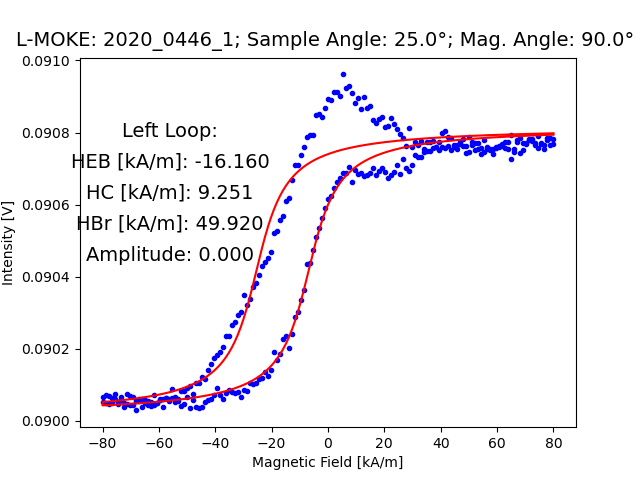 L-MOKE: 2020_0446_1; Sample Angle: 25.0°; Mag. Angle: 90.0°
Intensity [V]
0.0910
0.0908
0.0906
0.0904
0.0902
0.0900
Left Loop:
HEB [kA/m]: -16.160
HC [kA/m]: 9.251
HBr [kA/m]: 49.920
Amplitude: 0.000
−80
−60
−40
−20
0
20
40
60
80
Magnetic Field [kA/m]